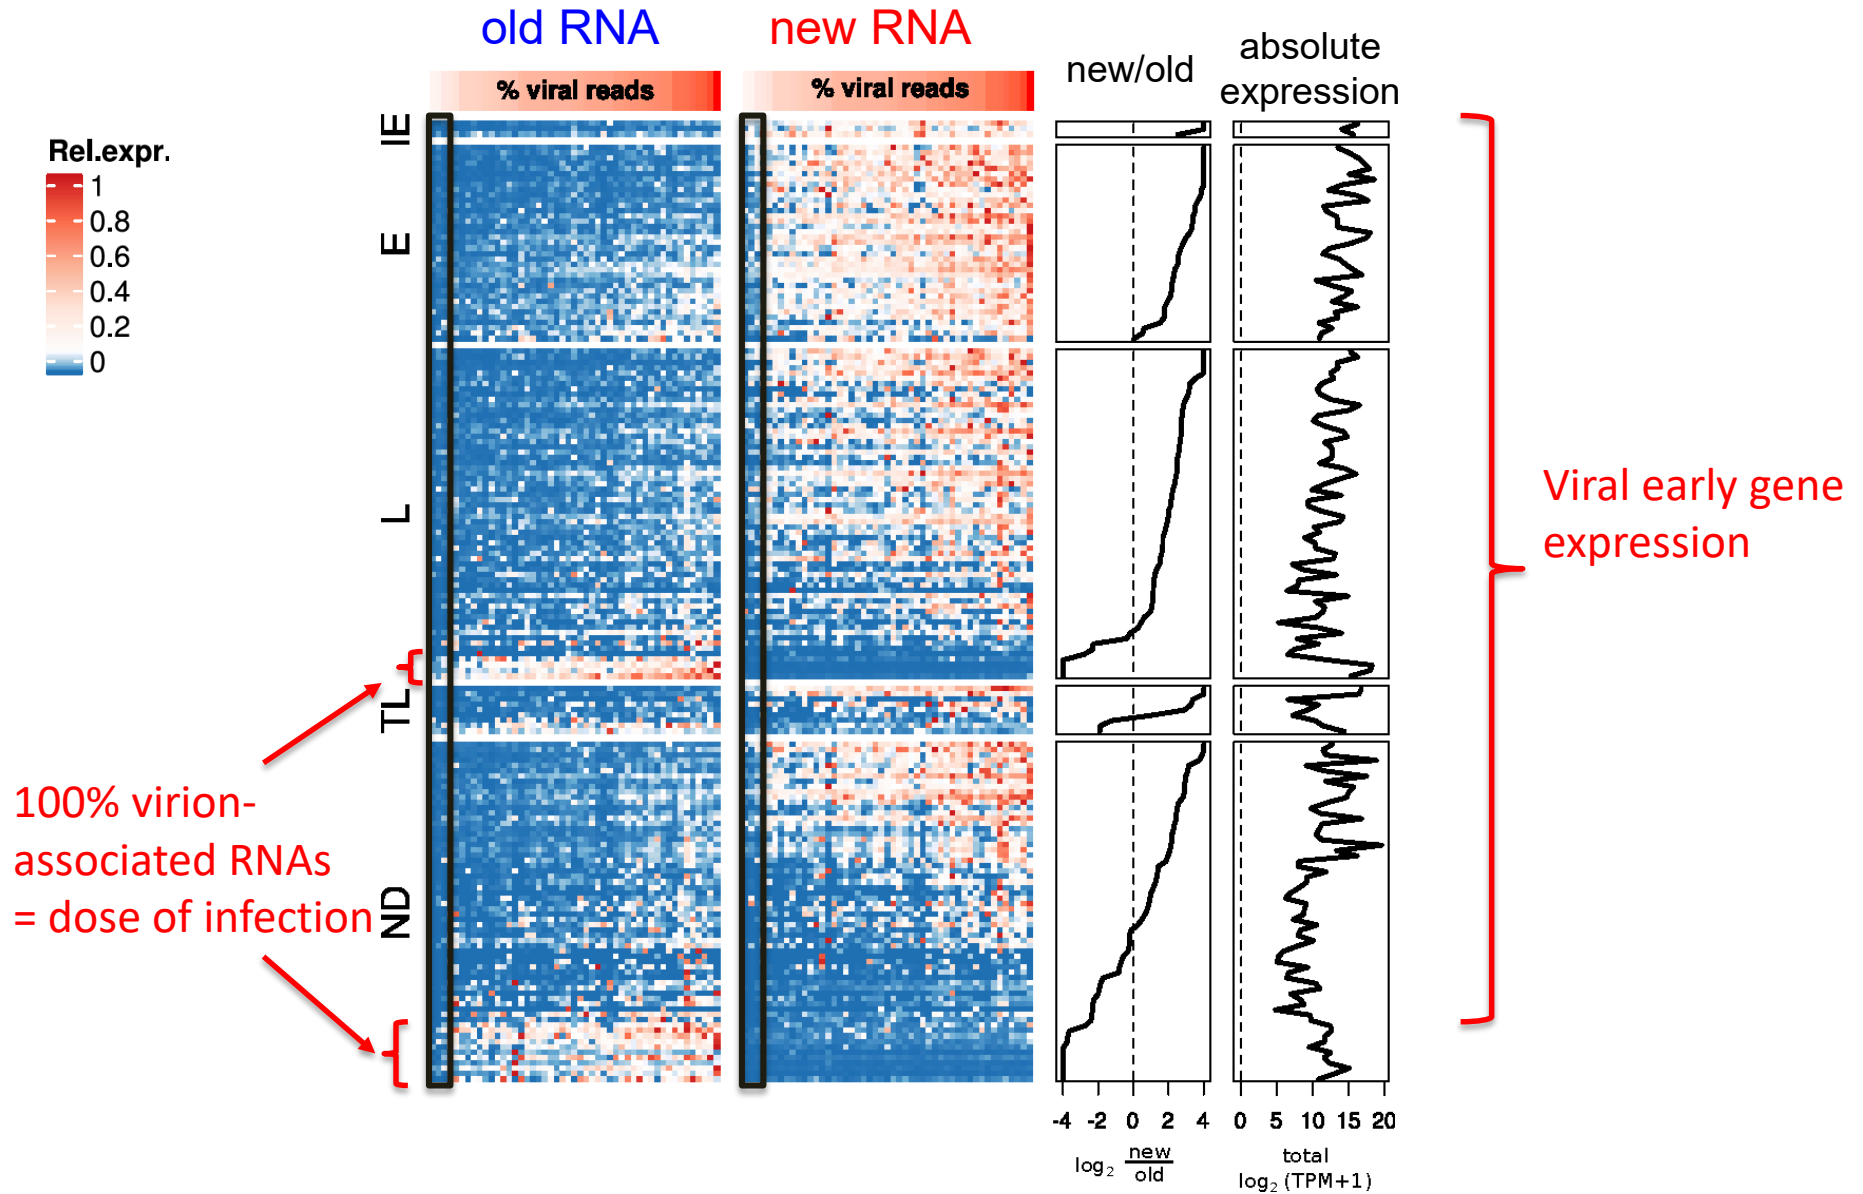 old RNA
new RNA
new/old
absolute
expression
% viral reads
% viral reads
Rel.expr.
1
0.8
0.6
0.4
0.2
0
IE
E
L
TL
ND
Viral early gene
expression
100% virion-
associated RNAs
= dose of infection
-4 -2 0 2 4
0 5 10 15 20
log₂ new
old
total
log₂ (TPM+1)